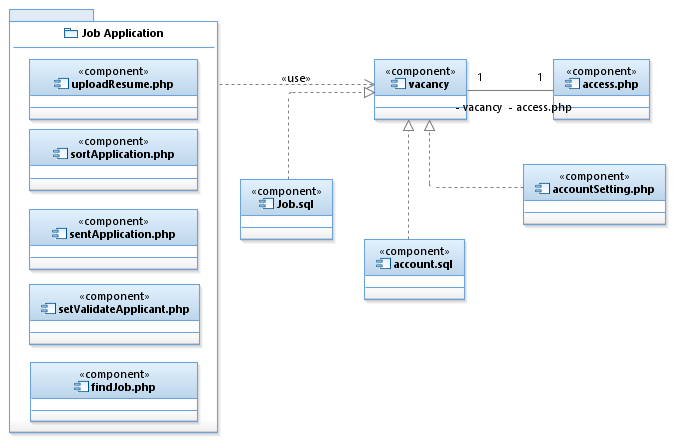 Job Application
«component»
uploadResume.php
«component»
sortApplication.php
«component»
sentApplication.php
«component»
setValidateApplicant.php
«component»
findJob.php
«use»
«component»
vacancy
1
1
- vacancy
- access.php
«component»
access.php
«component»
Job.sql
«component»
account.sql
«component»
accountSetting.php